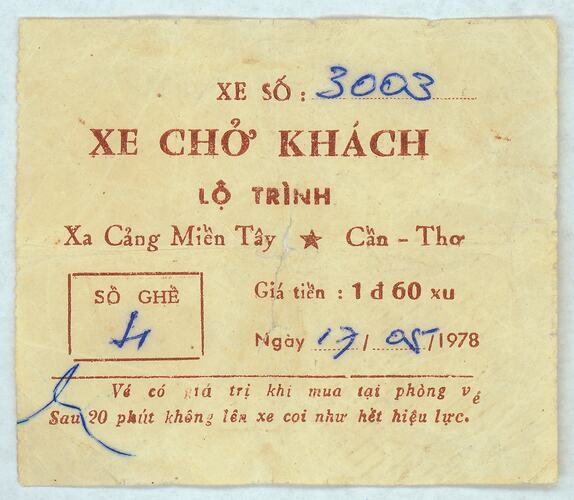 XE SỐ : 3003
XE CHỞ KHÁCH
LỘ TRÌNH
Xa Cảng Miền Tây ★ Cần - Thơ
SỐ GHẾ
4
Giá tiền : 1 đ 60 xu
Ngày 17/ 05/1978
Vé có giá trị khi mua tại phòng vé
Sau 20 phút không lên xe coi như hết hiệu lực.